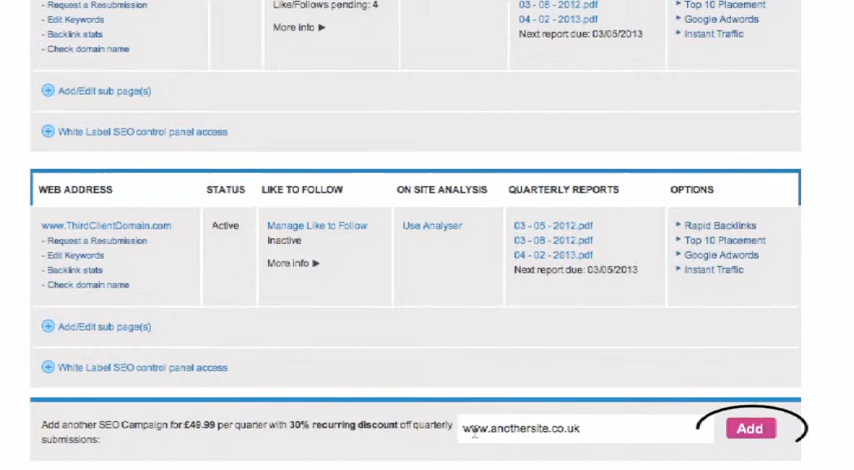 - Request a Resubmission
- Edit Keywords
- Backlink stats
- Check domain name
Like/Follows pending: 4
More info ▶
03 - 05 - 2012.pdf
04 - 02 - 2013.pdf
Next report due: 03/05/2013
Top 10 Placement
Google Adwords
Instant Traffic
Add/Edit sub page(s)
White Label SEO control panel access
WEB ADDRESS STATUS LIKE TO FOLLOW ON SITE ANALYSIS QUARTERLY REPORTS OPTIONS
www.ThirdClientDomain.com
- Request a Resubmission
- Edit Keywords
- Backlink stats
- Check domain name
Active
Manage Like to Follow
Inactive
More info ▶
Use Analyser
03 - 05 - 2012.pdf
03 - 08 - 2012.pdf
04 - 02 - 2013.pdf
Next report due: 03/05/2013
Rapid Backlinks
Top 10 Placement
Google Adwords
Instant Traffic
Add/Edit sub page(s)
White Label SEO control panel access
Add another SEO Campaign for £49.99 per quarter with 30% recurring discount off quarterly
submissions:
www.anothersite.co.uk
Add